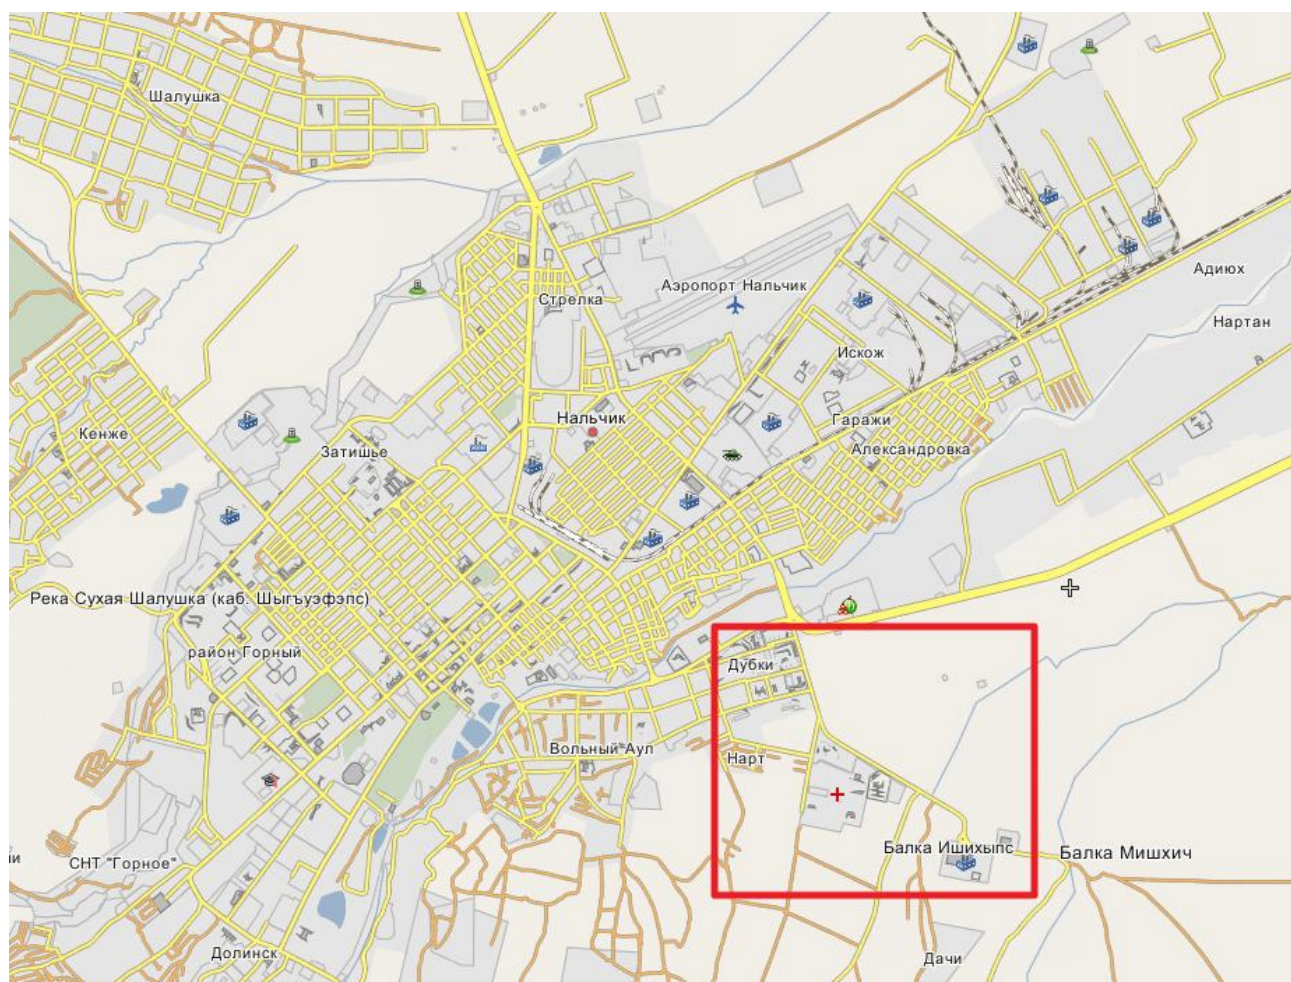 Шалушка
Адиюх
Аэропорт Нальчик
Стрелка
Нартан
Искож
Нальчик
Гаражи
Кенже
Затишье
Александровка
Река Сухая Шалушка (каб. Шыгъуэфэпс)
район Горный
Дубки
Вольный Аул
Нарт
Балка Ишихыпс
Балка Мишхич
ии
СНТ "Горное"
Долинск
Дачи